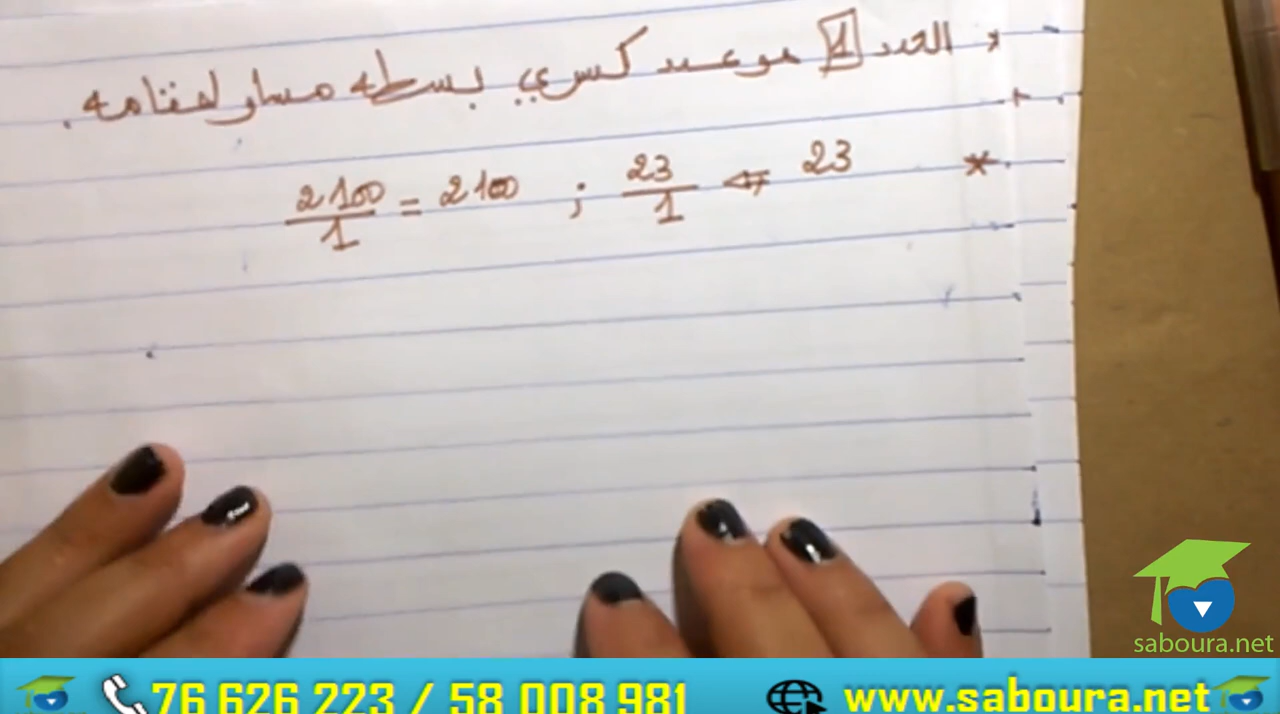 * العدد 1 هو عدد كسري بسطه مساو لمقامه.
* 23 ⇔ 23/1 ; 2100 = 2100/1
saboura.net
76 626 223 / 58 008 981 www.saboura.net